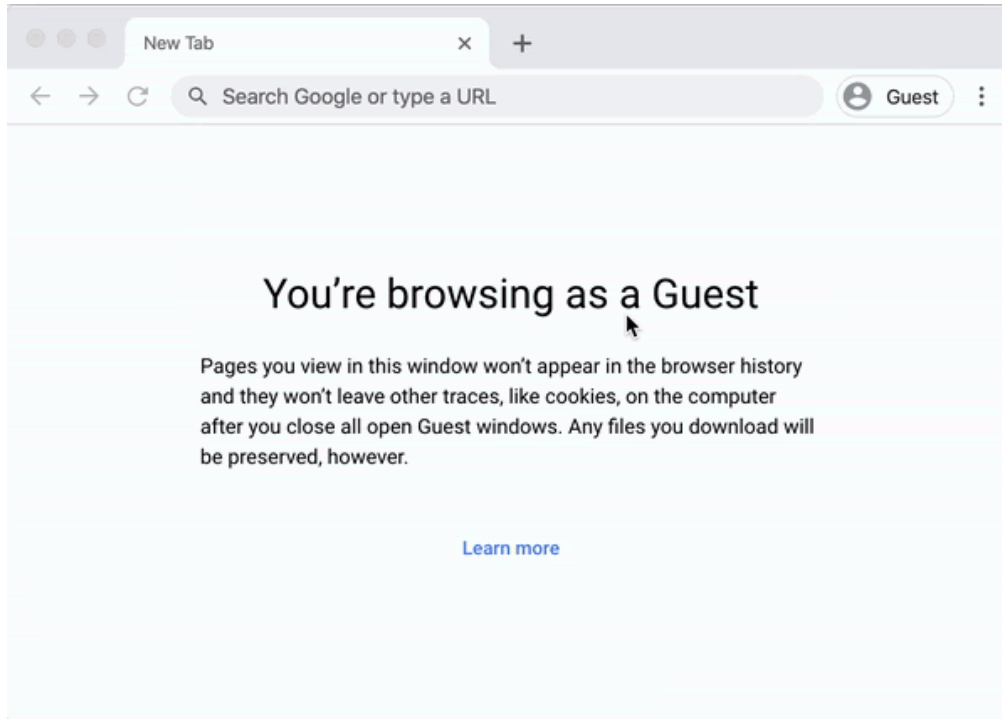 New Tab
Search Google or type a URL
Guest
You’re browsing as a Guest
Pages you view in this window won’t appear in the browser history
and they won’t leave other traces, like cookies, on the computer
after you close all open Guest windows. Any files you download will
be preserved, however.
Learn more